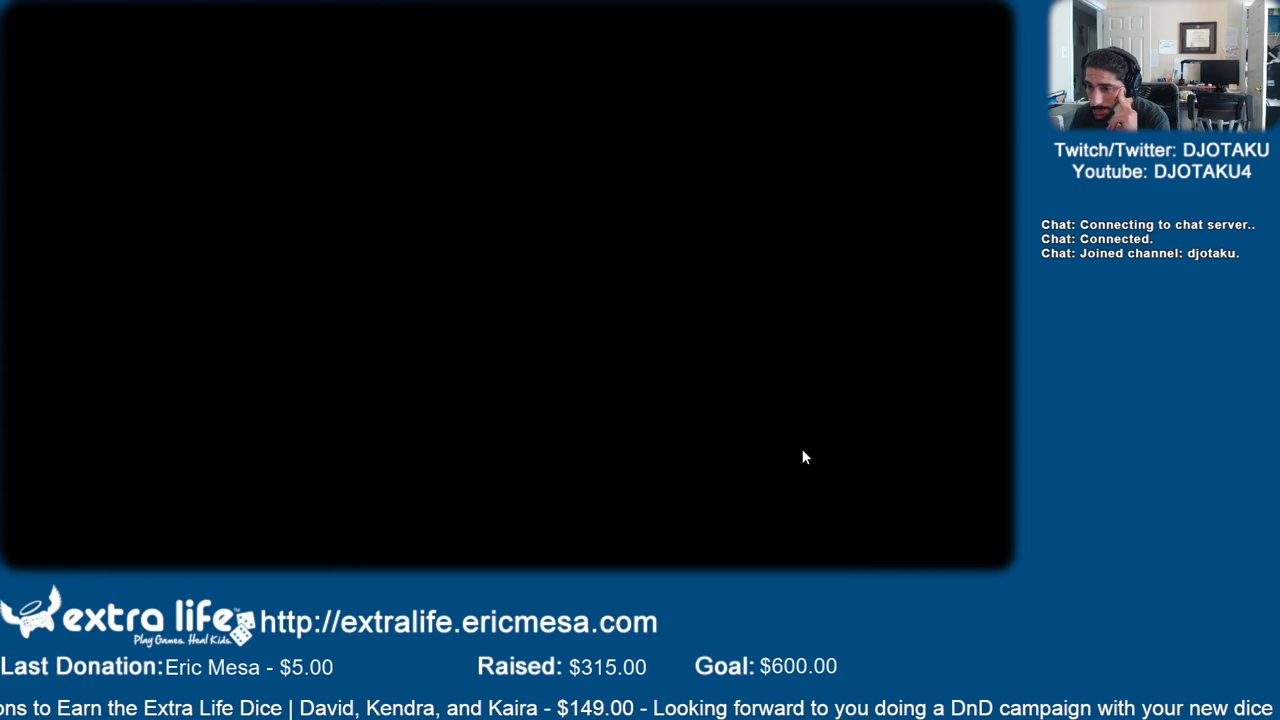 Twitch/Twitter: DJOTAKU
Youtube: DJOTAKU4
Chat: Connecting to chat server..
Chat: Connected.
Chat: Joined channel: djotaku.
extra life
Play Games. Heal Kids.
http://extralife.ericmesa.com
Last Donation: Eric Mesa - $5.00 Raised: $315.00 Goal: $600.00
ons to Earn the Extra Life Dice | David, Kendra, and Kaira - $149.00 - Looking forward to you doing a DnD campaign with your new dice